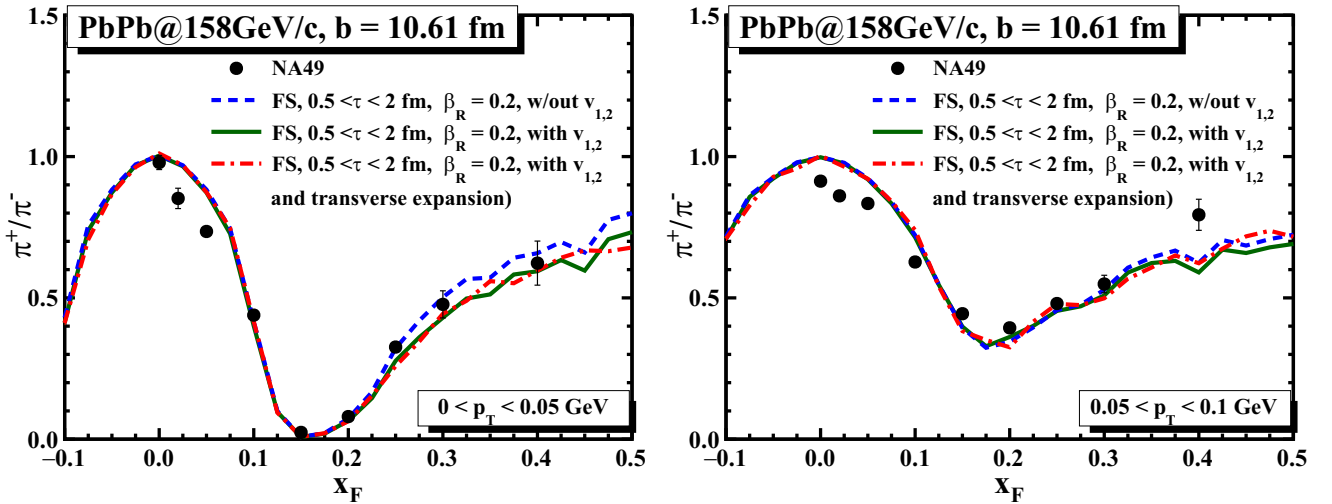 PbPb@158GeV/c, b = 10.61 fm
NA49
FS, 0.5 <τ < 2 fm, β_R = 0.2, w/out v_1,2
FS, 0.5 <τ < 2 fm, β_R = 0.2, with v_1,2
FS, 0.5 <τ < 2 fm, β_R = 0.2, with v_1,2
and transverse expansion)
π⁺/π⁻
1.5
1.0
0.5
0.0
0 < p_T < 0.05 GeV
−0.1 0.0 0.1 0.2 0.3 0.4 0.5
x_F
PbPb@158GeV/c, b = 10.61 fm
NA49
FS, 0.5 <τ < 2 fm, β_R = 0.2, w/out v_1,2
FS, 0.5 <τ < 2 fm, β_R = 0.2, with v_1,2
FS, 0.5 <τ < 2 fm, β_R = 0.2, with v_1,2
and transverse expansion)
π⁺/π⁻
1.5
1.0
0.5
0.0
0.05 < p_T < 0.1 GeV
−0.1 0.0 0.1 0.2 0.3 0.4 0.5
x_F